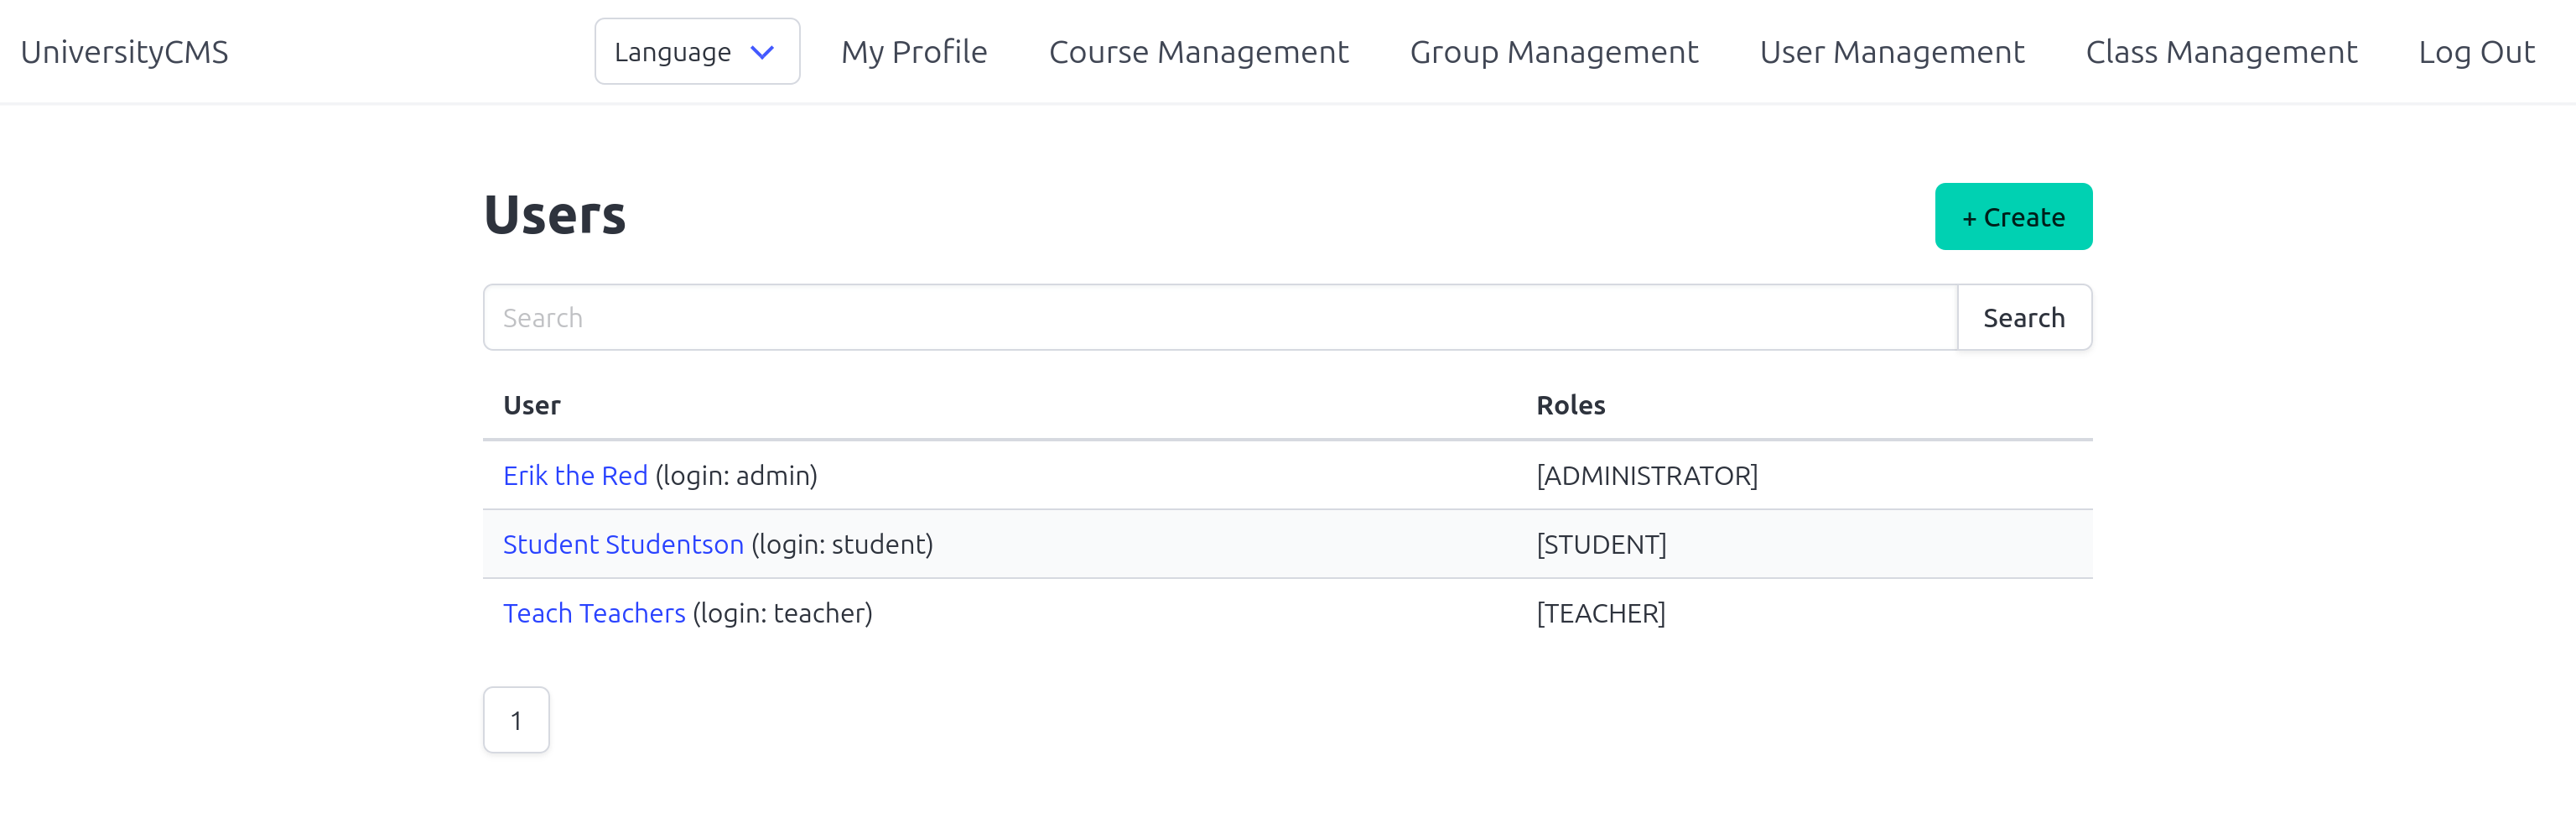 UniversityCMS Language My Profile Course Management Group Management User Management Class Management Log Out
Users + Create
Search Search
User Roles
Erik the Red (login: admin) [ADMINISTRATOR]
Student Studentson (login: student) [STUDENT]
Teach Teachers (login: teacher) [TEACHER]
1